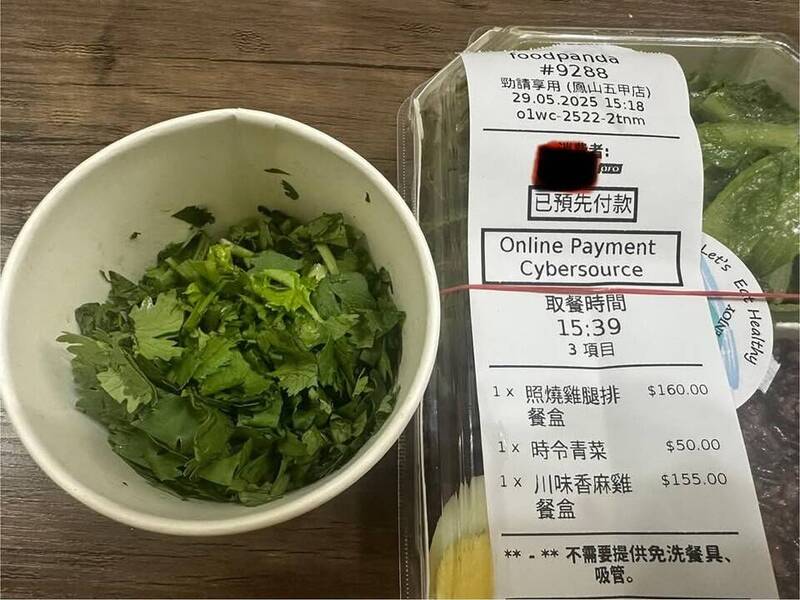 foodpanda
#9288
勁請享用 (鳳山五甲店)
29.05.2025 15:18
o1wc-2522-2tnm
消費者:
pro
已預先付款
Online Payment
Cybersource
取餐時間
15:39
3 項目
1 x 照燒雞腿排 $160.00
餐盒
1 x 時令青菜 $50.00
1 x 川味香麻雞 $155.00
餐盒
** - ** 不需要提供免洗餐具、
吸管。
Let's Eat Healthy
ENJOY